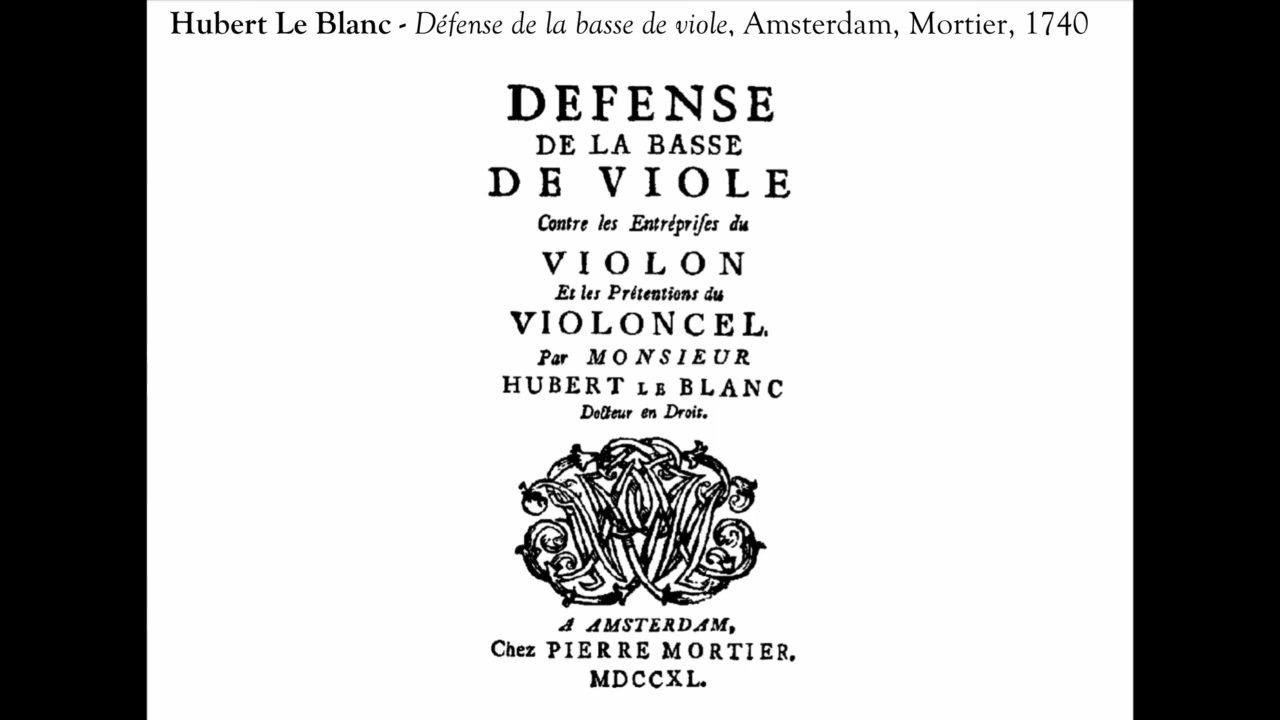 Hubert Le Blanc - Défense de la basse de viole, Amsterdam, Mortier, 1740
DEFENSE
DE LA BASSE
DE VIOLE
Contre les Entrépriſes du
VIOLON
Et les Prétentions du
VIOLONCEL.
Par MONSIEUR
HUBERT LE BLANC
Docteur en Droit.
A AMSTERDAM,
Chez PIERRE MORTIER.
MDCCXL.